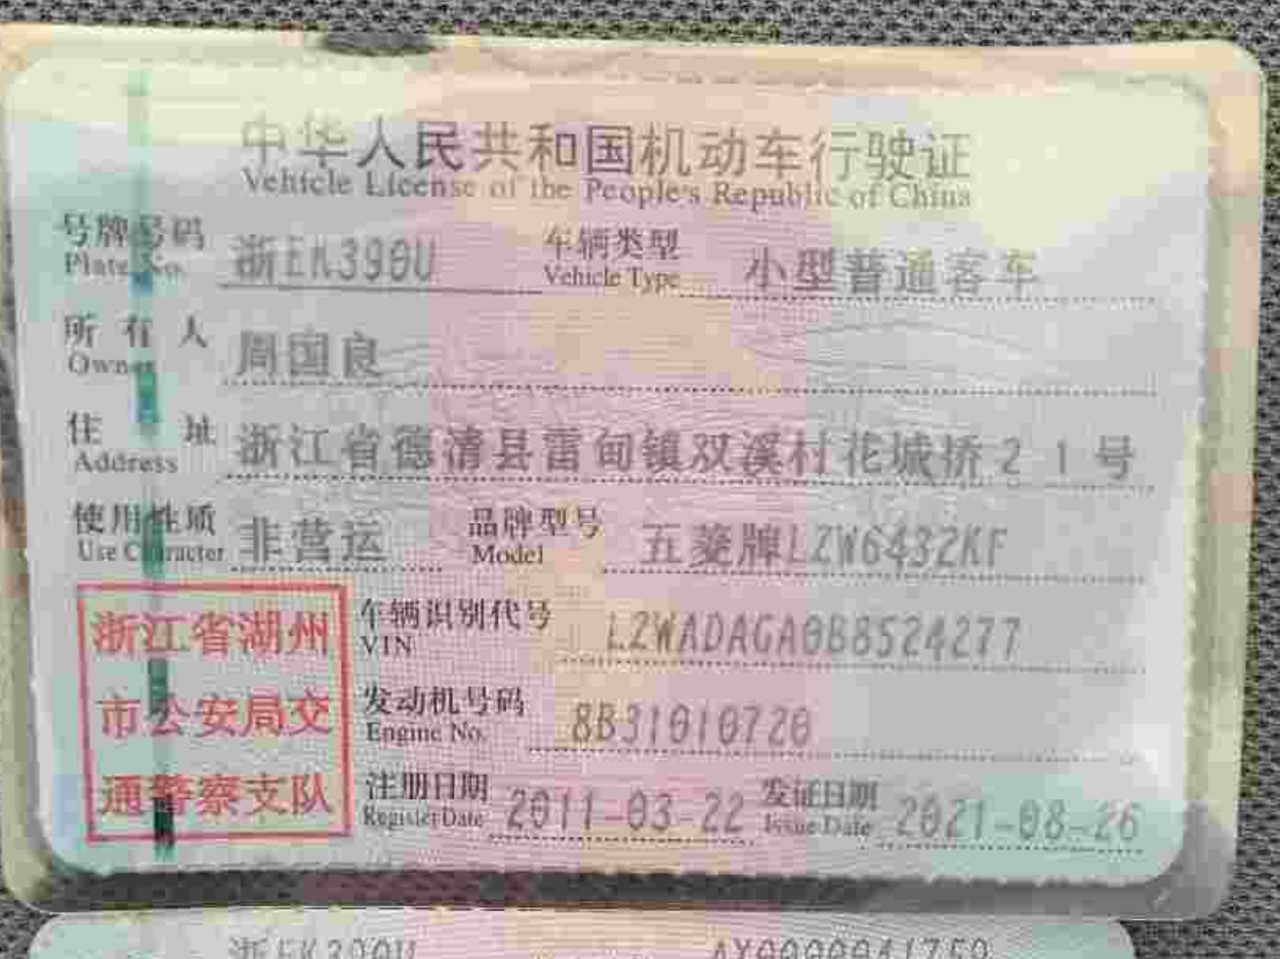 中华人民共和国机动车行驶证
Vehicle License of the People's Republic of China
号牌号码 浙EK390U 车辆类型 小型普通客车
Plate No. Vehicle Type
所有人 周国良
Owner
住址 浙江省德清县雷甸镇双溪村花城桥21号
Address
使用性质 非营运 品牌型号 五菱牌LZW6432KF
Use Character Model
浙江省湖州 车辆识别代号 LZWADAGA0B8524277
VIN
市公安局交 发动机号码 8B31010720
Engine No.
通警察支队 注册日期 2011-03-22 发证日期 2021-08-26
Register Date Issue Date
浙EK390U